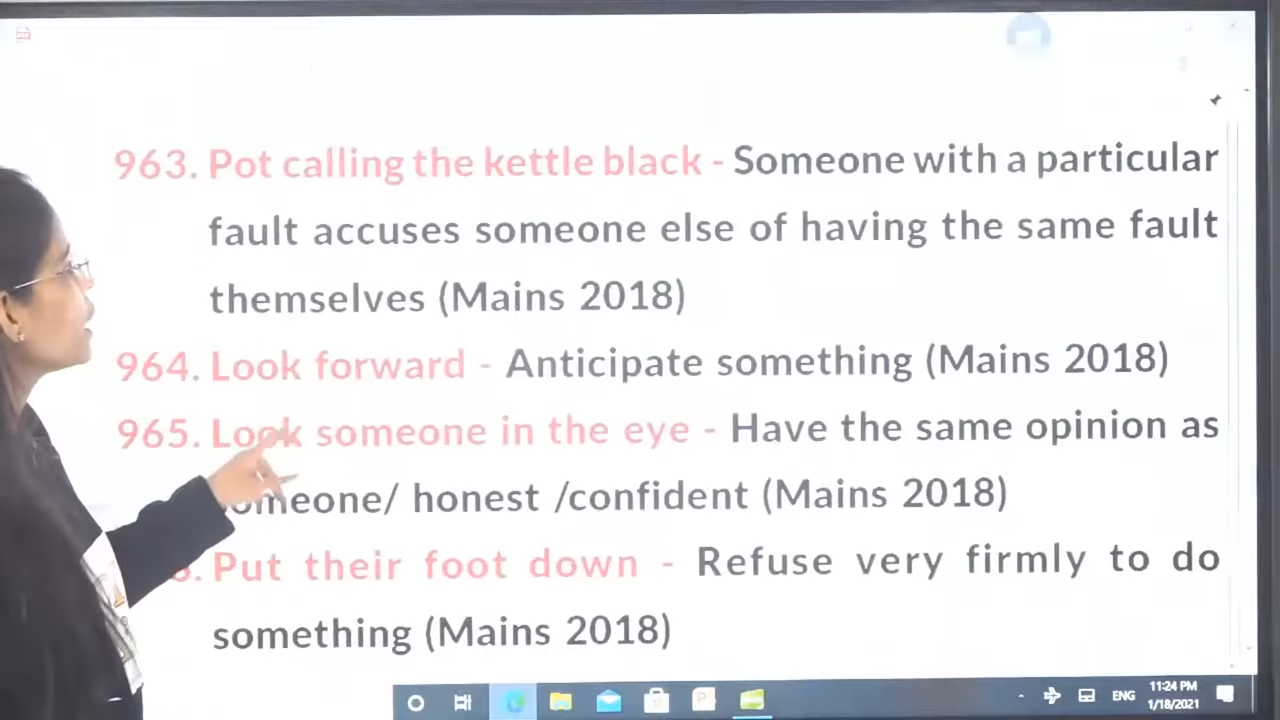 963. Pot calling the kettle black - Someone with a particular
fault accuses someone else of having the same fault
themselves (Mains 2018)
964. Look forward - Anticipate something (Mains 2018)
965. Look someone in the eye - Have the same opinion as
someone/ honest /confident (Mains 2018)
Put their foot down - Refuse very firmly to do
something (Mains 2018)
ENG
11:24 PM
1/18/2021